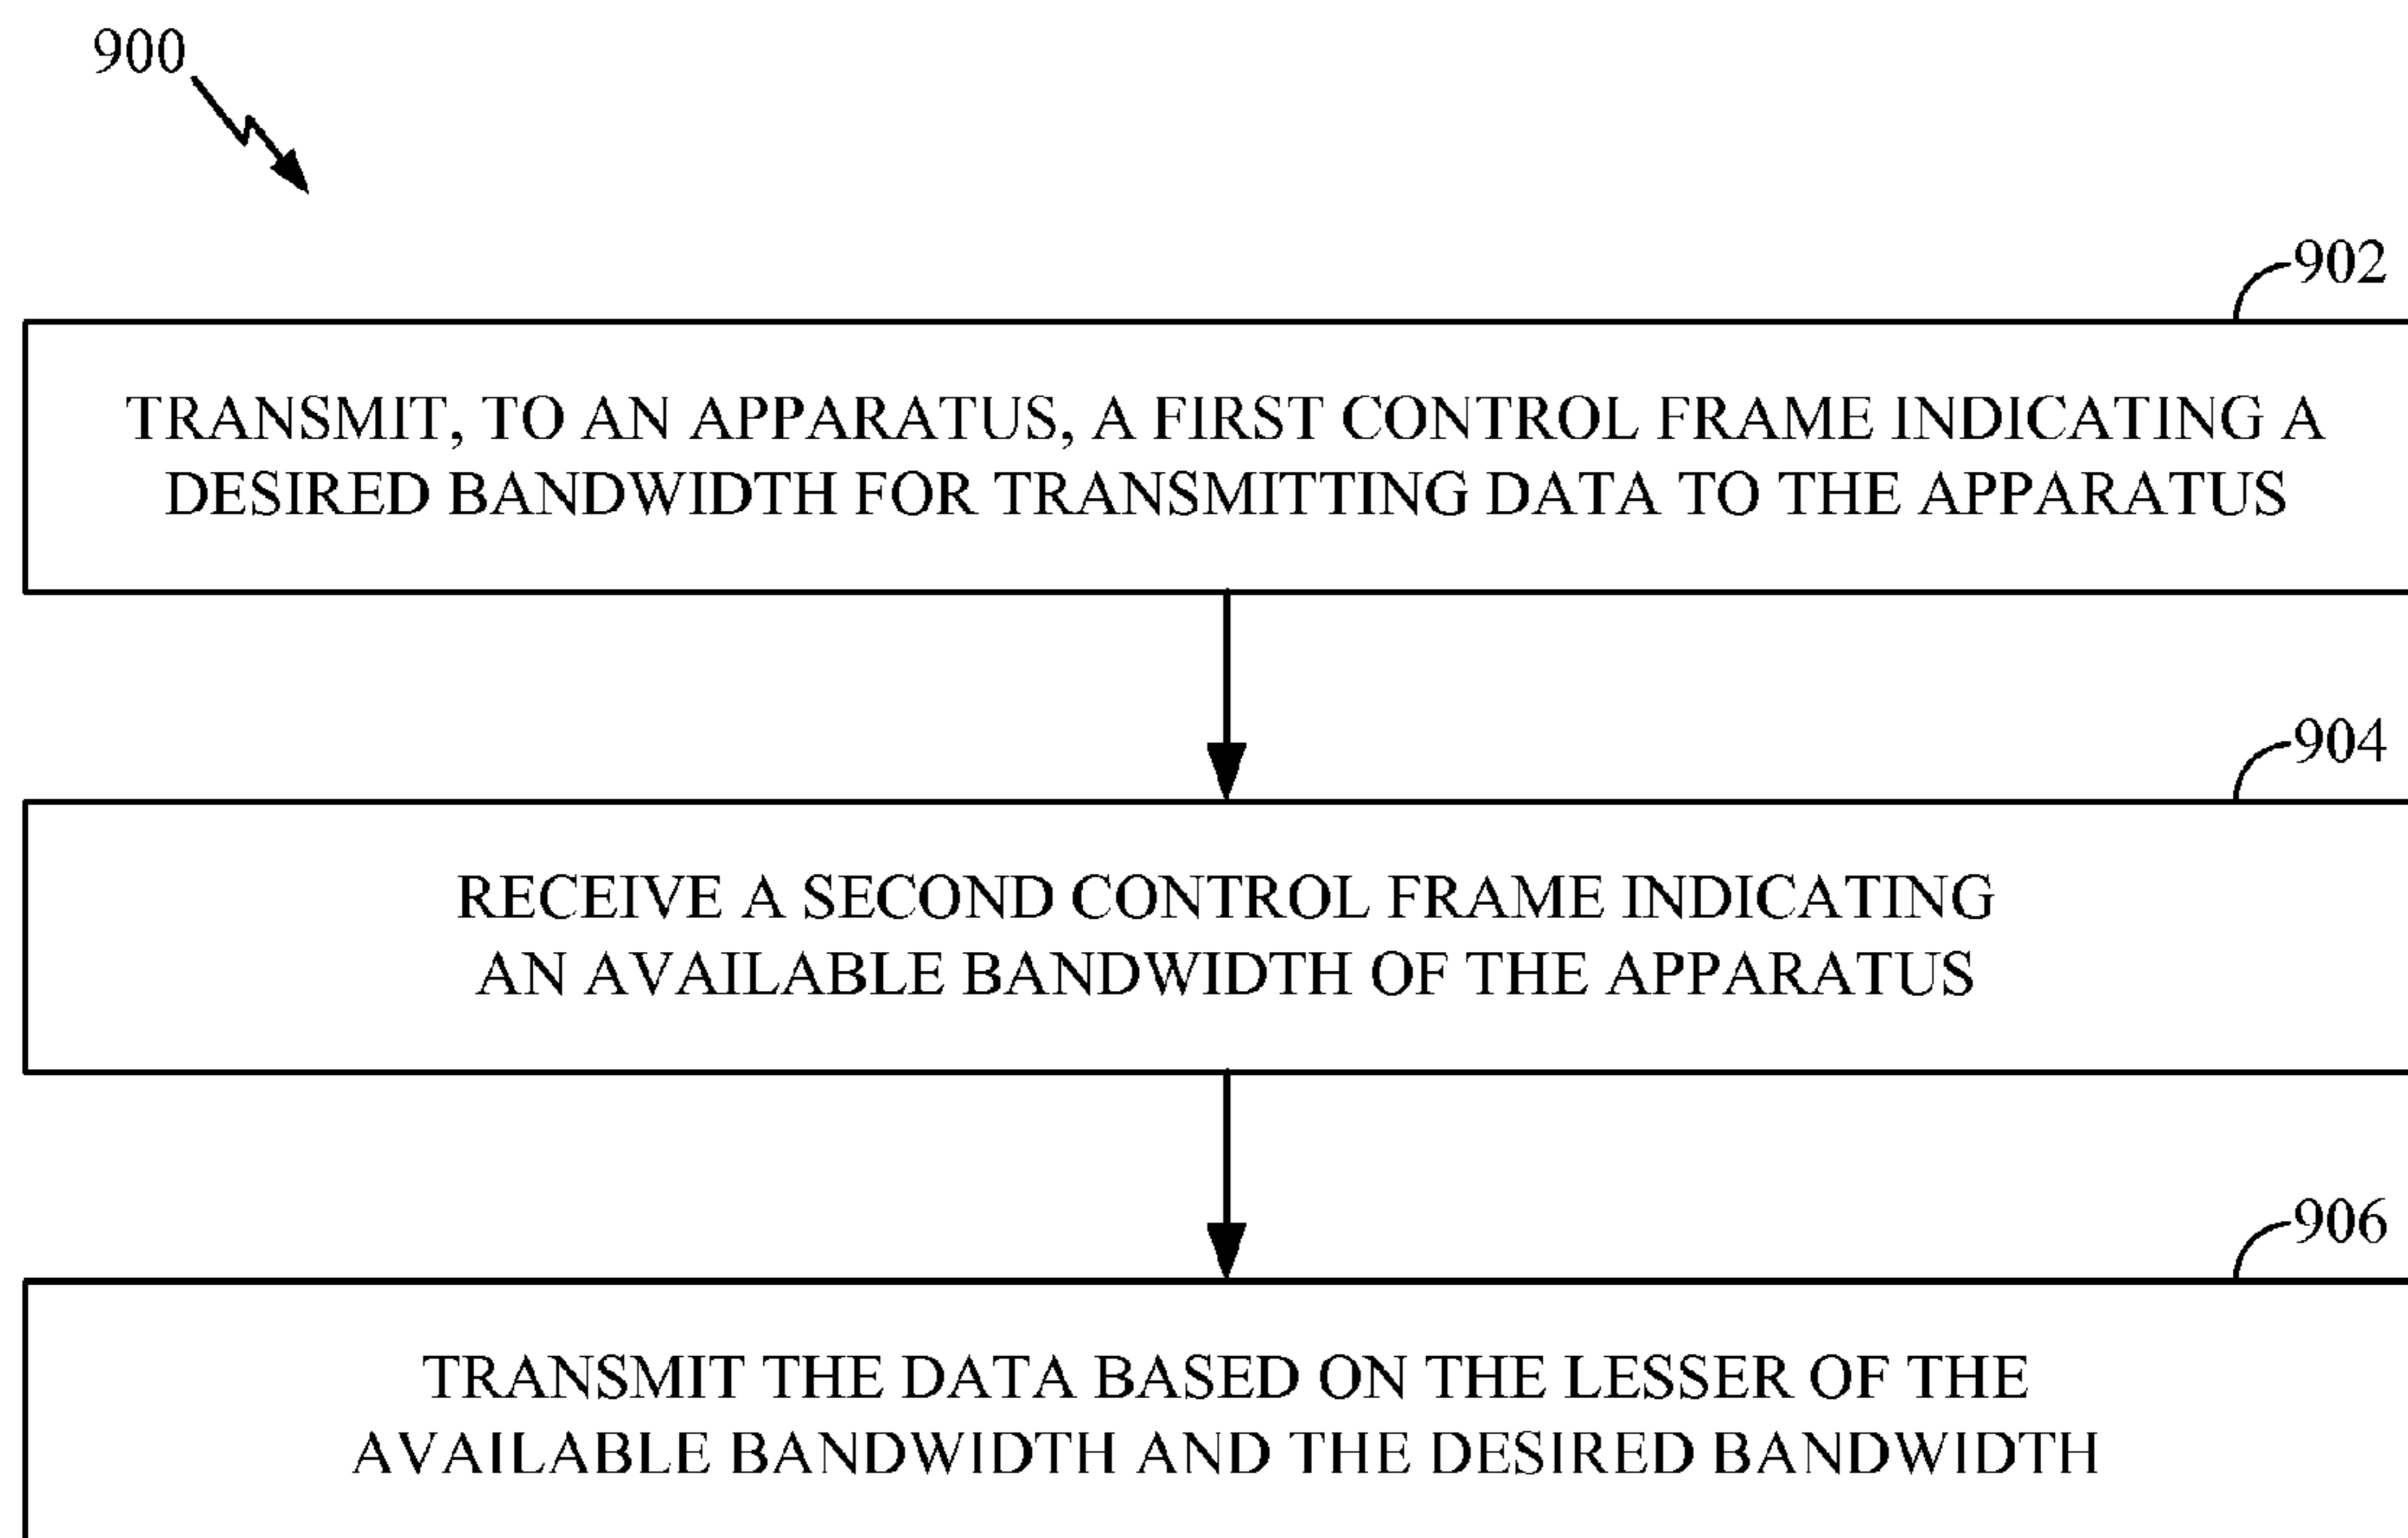 900
902
TRANSMIT, TO AN APPARATUS, A FIRST CONTROL FRAME INDICATING A
DESIRED BANDWIDTH FOR TRANSMITTING DATA TO THE APPARATUS
904
RECEIVE A SECOND CONTROL FRAME INDICATING
AN AVAILABLE BANDWIDTH OF THE APPARATUS
906
TRANSMIT THE DATA BASED ON THE LESSER OF THE
AVAILABLE BANDWIDTH AND THE DESIRED BANDWIDTH